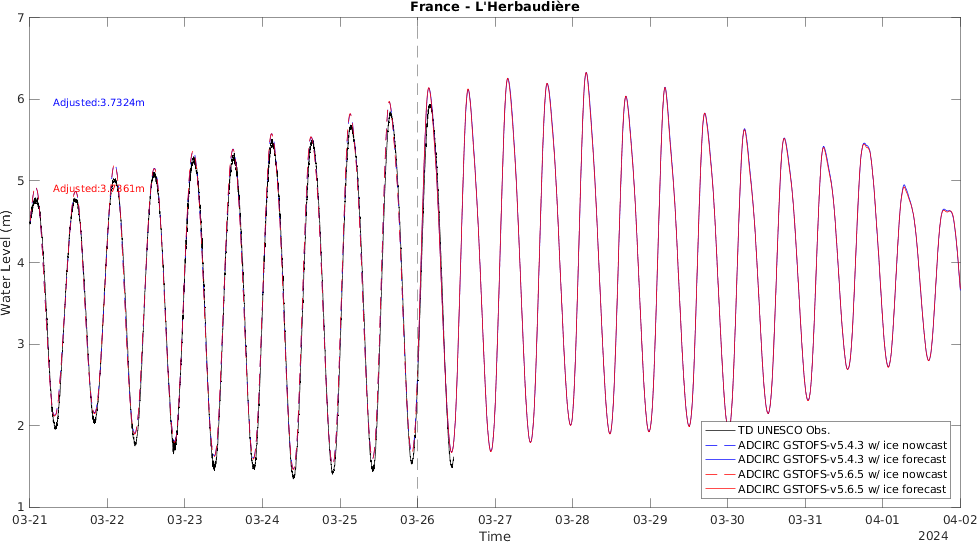 France - L'Herbaudière
7
6
5
4
3
2
1
Water Level (m)
Adjusted:3.7324m
Adjusted:3.7361m
TD UNESCO Obs.
ADCIRC GSTOFS-v5.4.3 w/ ice nowcast
ADCIRC GSTOFS-v5.4.3 w/ ice forecast
ADCIRC GSTOFS-v5.6.5 w/ ice nowcast
ADCIRC GSTOFS-v5.6.5 w/ ice forecast
03-21 03-22 03-23 03-24 03-25 03-26 03-27 03-28 03-29 03-30 03-31 04-01 04-02
Time
2024